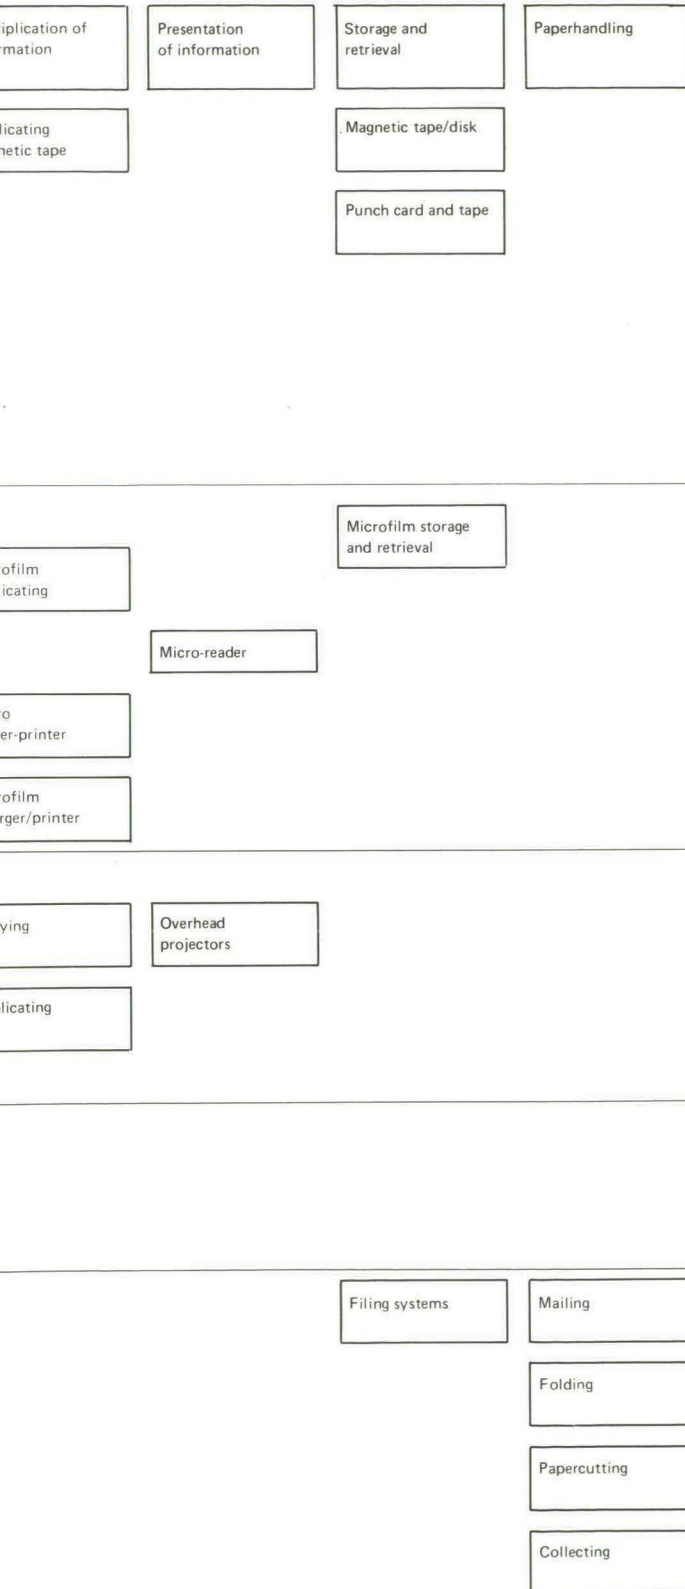 iplication of
rmation
Presentation
of information
Storage and
retrieval
Paperhandling
licating
netic tape
Magnetic tape/disk
Punch card and tape
Microfilm storage
and retrieval
ofilm
icating
Micro-reader
ro
er-printer
ofilm
rger/printer
ying
Overhead
projectors
licating
Filing systems
Mailing
Folding
Papercutting
Collecting